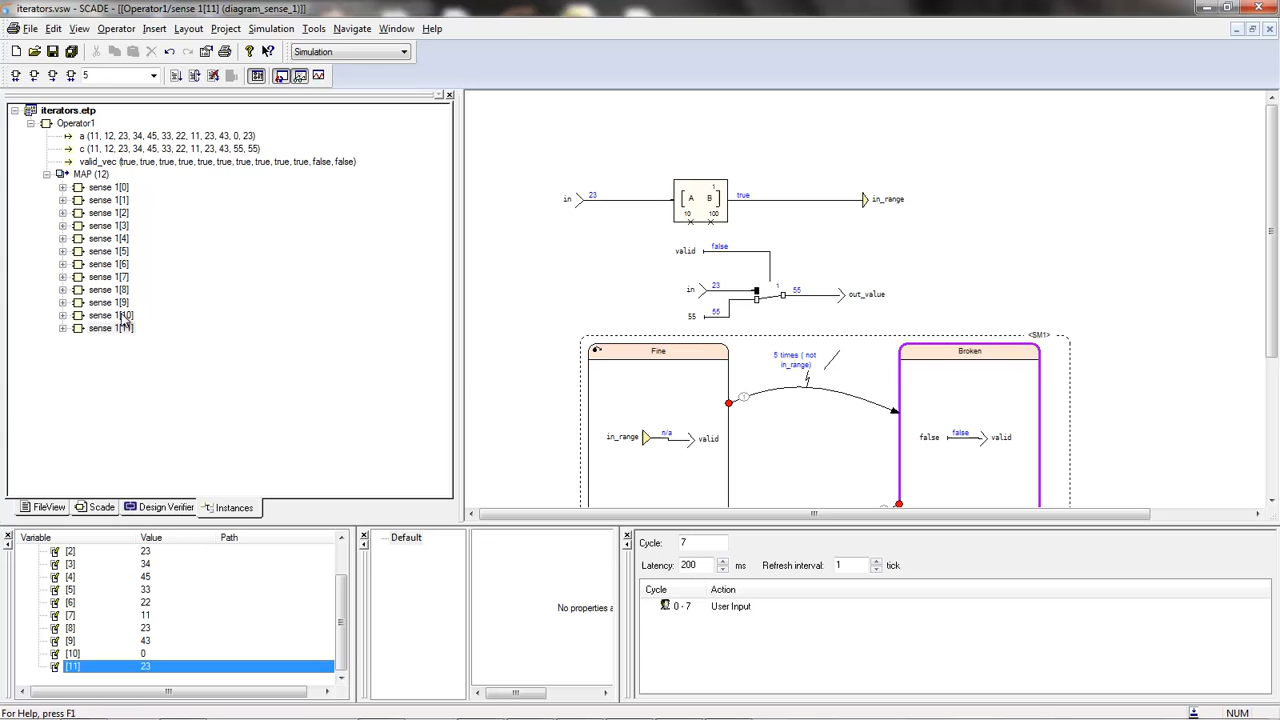 iterators.vsw - SCADE - [[Operator1/sense 1[11] (diagram_sense_1)]]
File Edit View Operator Insert Layout Project Simulation Tools Navigate Window Help
Simulation
5
iterators.etp
Operator1
a (11, 12, 23, 34, 45, 33, 22, 11, 23, 43, 0, 23)
c (11, 12, 23, 34, 45, 33, 22, 11, 23, 43, 55, 55)
valid_vec (true, true, true, true, true, true, true, true, true, true, false, false)
MAP (12)
sense 1[0]
sense 1[1]
sense 1[2]
sense 1[3]
sense 1[4]
sense 1[5]
sense 1[6]
sense 1[7]
sense 1[8]
sense 1[9]
sense 1[10]
sense 1[11]
FileView Scade Design Verifier Instances
in 23 A B 1 10 100 true in_range
valid false
in 23 1 55 out_value
55 55
<SM1>
Fine
5 times ( not
in_range)
Broken
1
in_range n/a valid
false false valid
Variable Value Path
[2] 23
[3] 34
[4] 45
[5] 33
[6] 22
[7] 11
[8] 23
[9] 43
[10] 0
[11] 23
Default
No properties a
Cycle: 7
Latency: 200 ms Refresh interval: 1 tick
Cycle Action
0 - 7 User Input
For Help, press F1
NUM